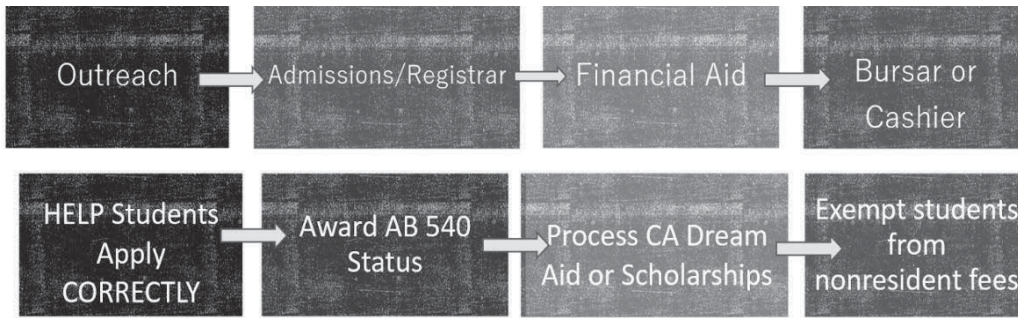 Outreach
Admissions/Registrar
Financial Aid
Bursar or
Cashier
HELP Students
Apply
CORRECTLY
Award AB 540
Status
Process CA Dream
Aid or Scholarships
Exempt students
from
nonresident fees